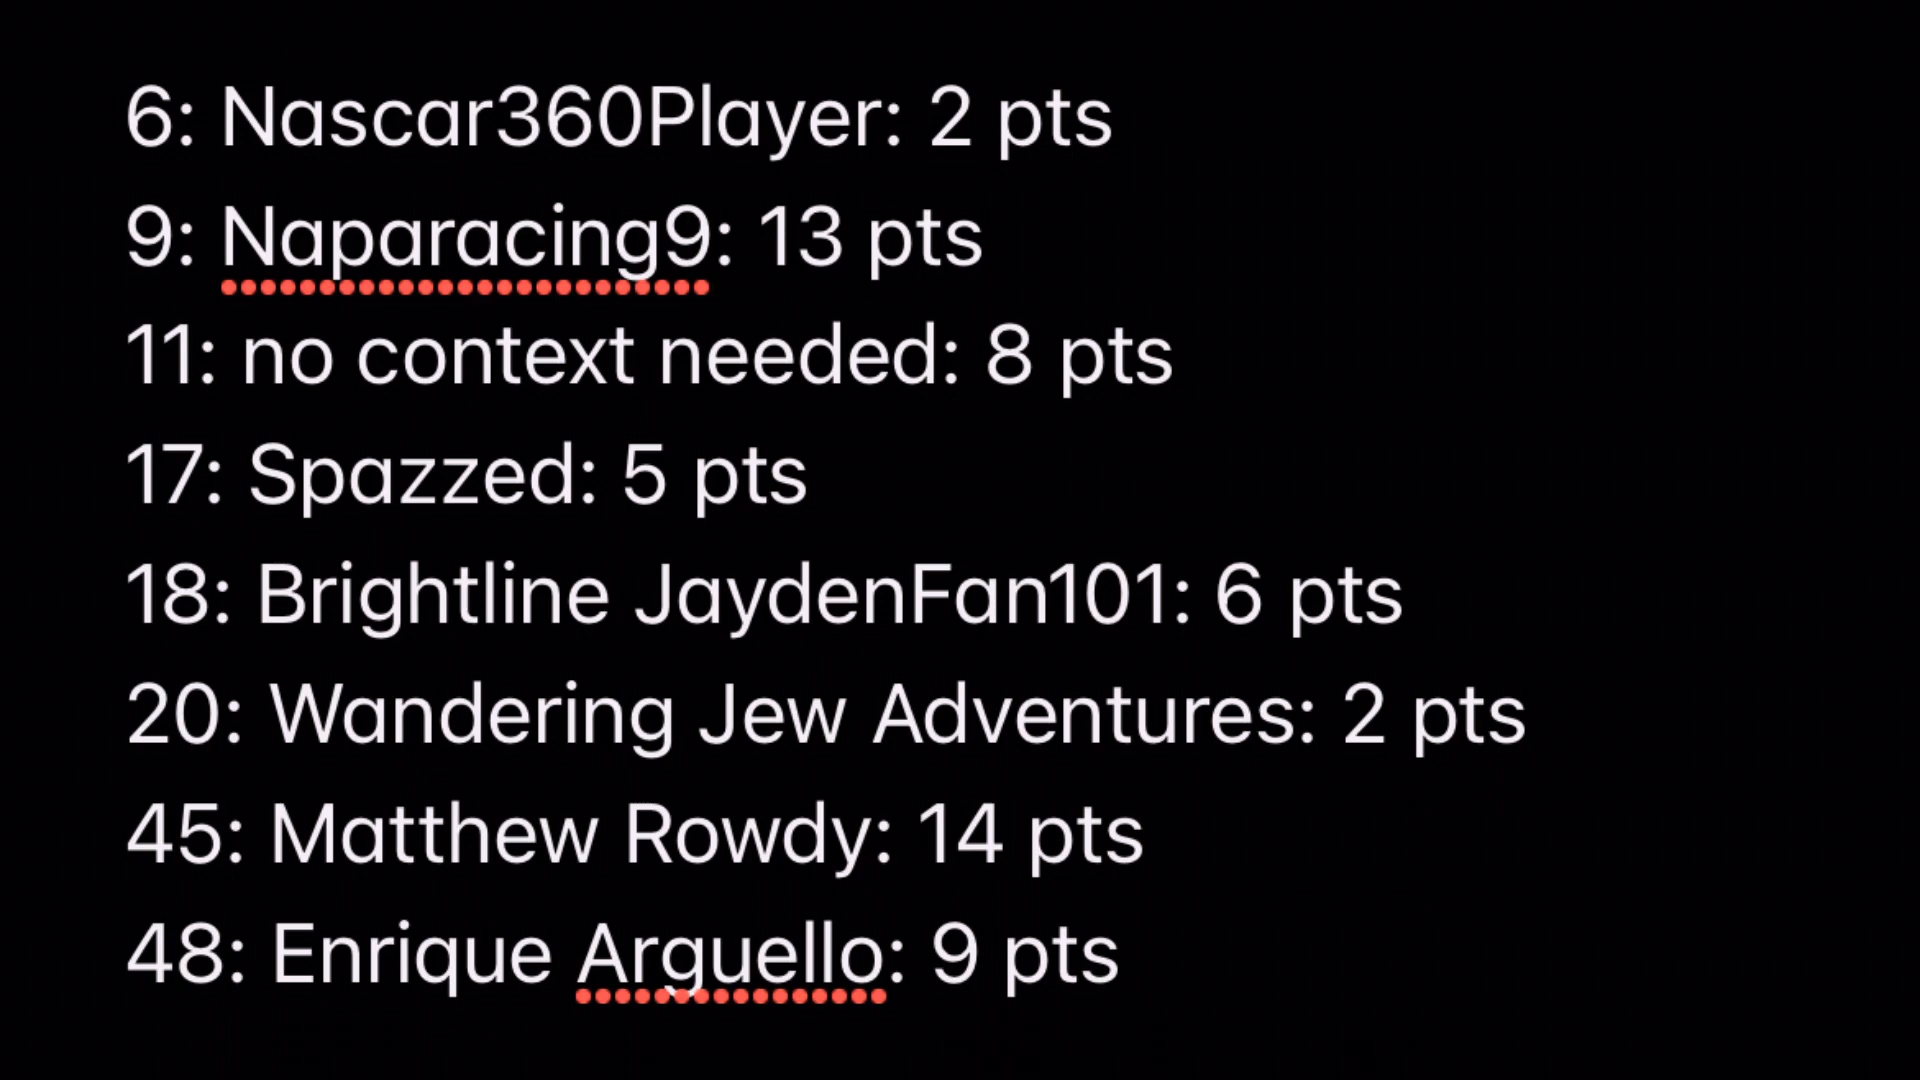 6: Nascar360Player: 2 pts
9: Naparacing9: 13 pts
11: no context needed: 8 pts
17: Spazzed: 5 pts
18: Brightline JaydenFan101: 6 pts
20: Wandering Jew Adventures: 2 pts
45: Matthew Rowdy: 14 pts
48: Enrique Arguello: 9 pts